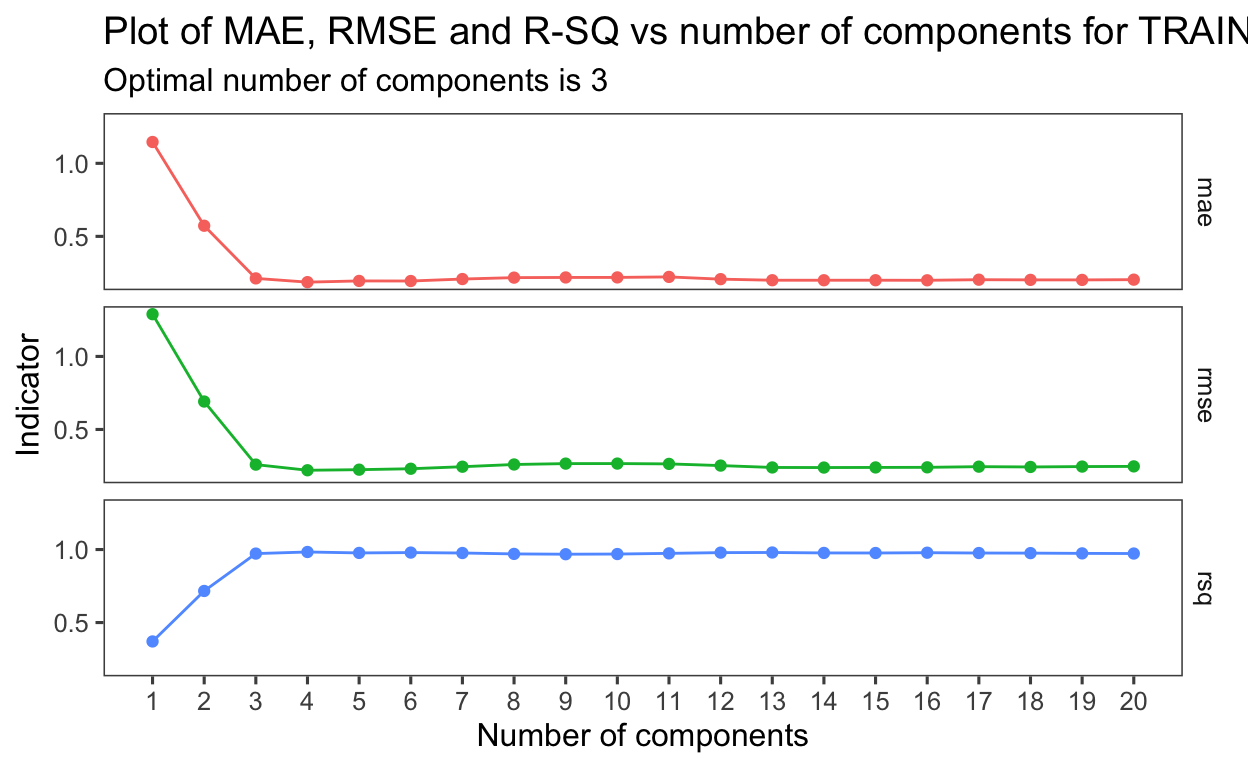 Plot of MAE, RMSE and R-SQ vs number of components for TRAIN
Optimal number of components is 3
1.0
0.5
mae
Indicator
1.0
0.5
rmse
1.0
0.5
rsq
1 2 3 4 5 6 7 8 9 10 11 12 13 14 15 16 17 18 19 20
Number of components